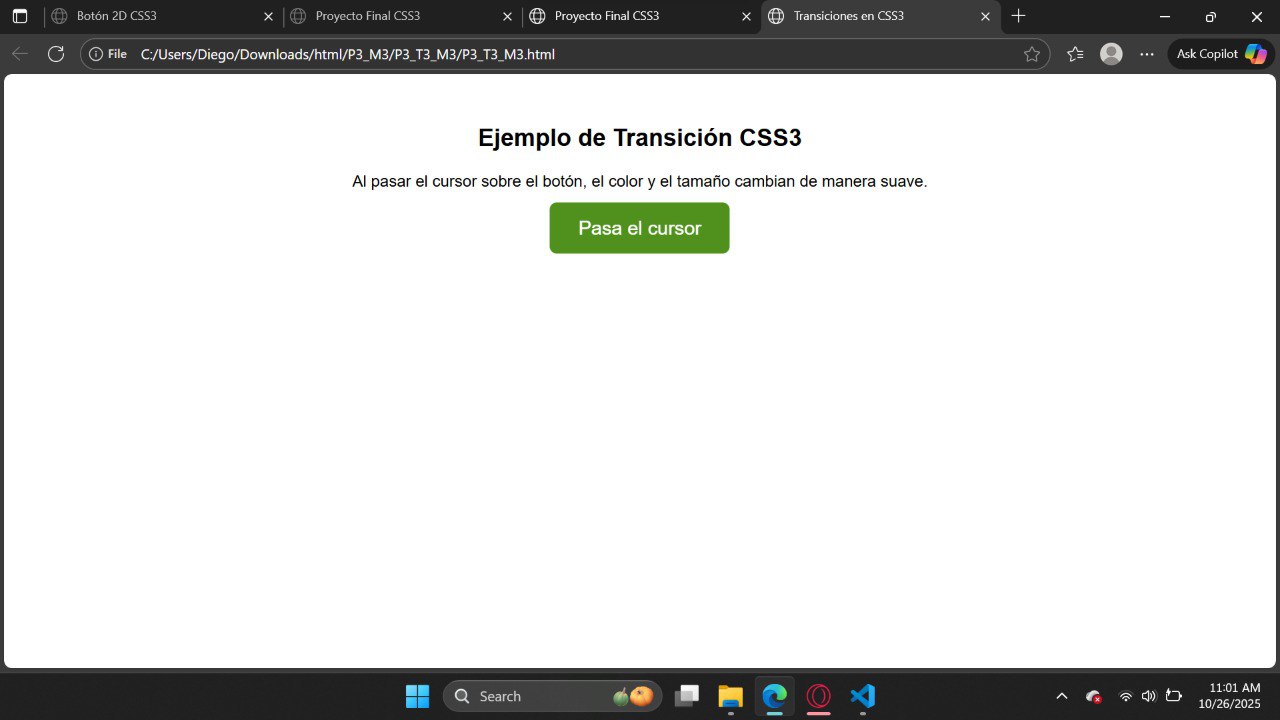 Botón 2D CSS3
Proyecto Final CSS3
Proyecto Final CSS3
Transiciones en CSS3
File C:/Users/Diego/Downloads/html/P3_M3/P3_T3_M3/P3_T3_M3.html
Ask Copilot
Ejemplo de Transición CSS3
Al pasar el cursor sobre el botón, el color y el tamaño cambian de manera suave.
Pasa el cursor
Search
11:01 AM
10/26/2025